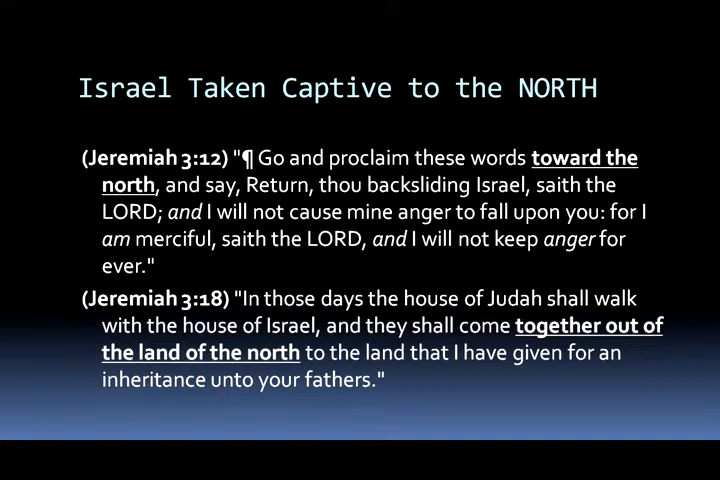 Israel Taken Captive to the NORTH
(Jeremiah 3:12) "¶ Go and proclaim these words toward the
north, and say, Return, thou backsliding Israel, saith the
LORD; and I will not cause mine anger to fall upon you: for I
am merciful, saith the LORD, and I will not keep anger for
ever."
(Jeremiah 3:18) "In those days the house of Judah shall walk
with the house of Israel, and they shall come together out of
the land of the north to the land that I have given for an
inheritance unto your fathers."